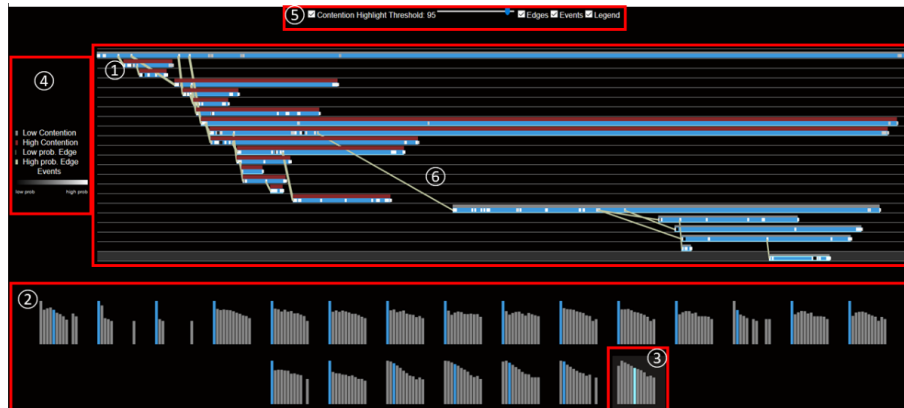 ⑤ Contention Highlight Threshold: 95 Edges Events Legend
①
④
Low Contention
High Contention
Low prob. Edge
High prob. Edge
Events
low prob high prob
⑥
②
③